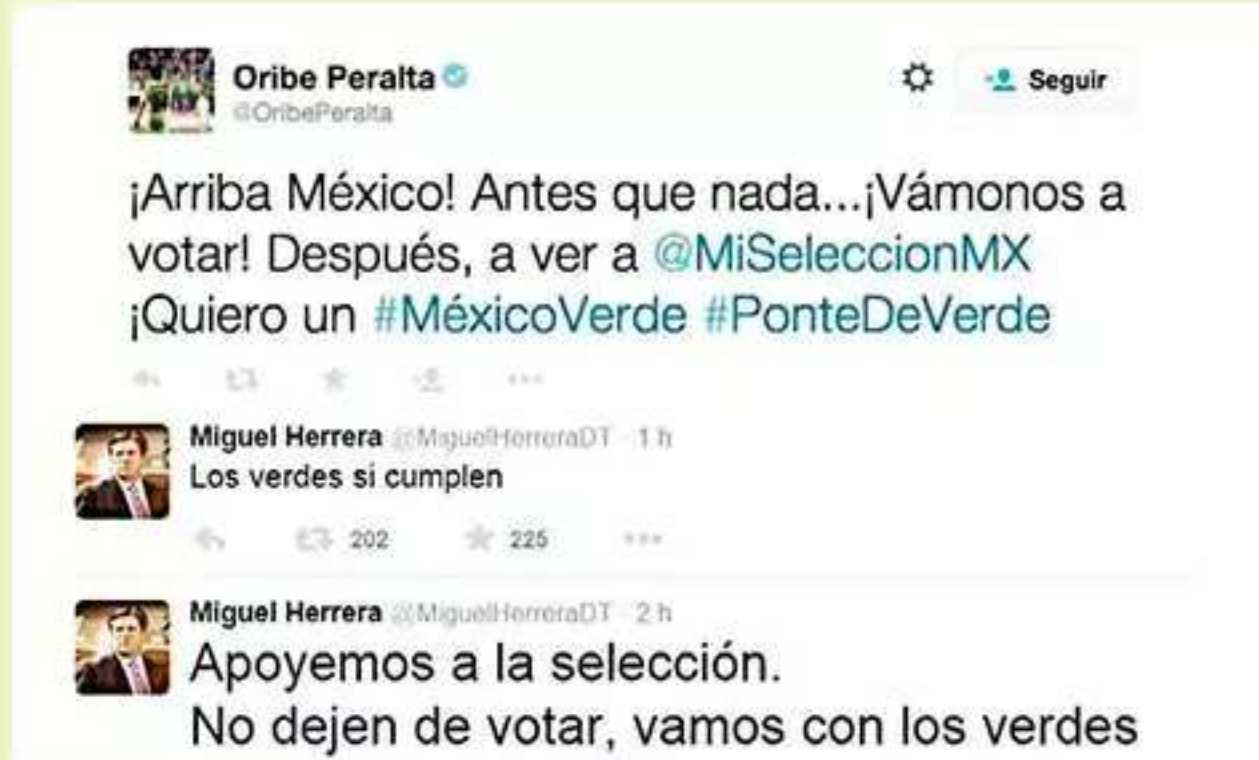 Oribe Peralta
@OribePeralta
Seguir
¡Arriba México! Antes que nada...¡Vámonos a
votar! Después, a ver a @MiSeleccionMX
¡Quiero un #MéxicoVerde #PonteDeVerde
Miguel Herrera @MiguelHerreraDT · 1 h
Los verdes si cumplen
202 225
Miguel Herrera @MiguelHerreraDT · 2 h
Apoyemos a la selección.
No dejen de votar, vamos con los verdes